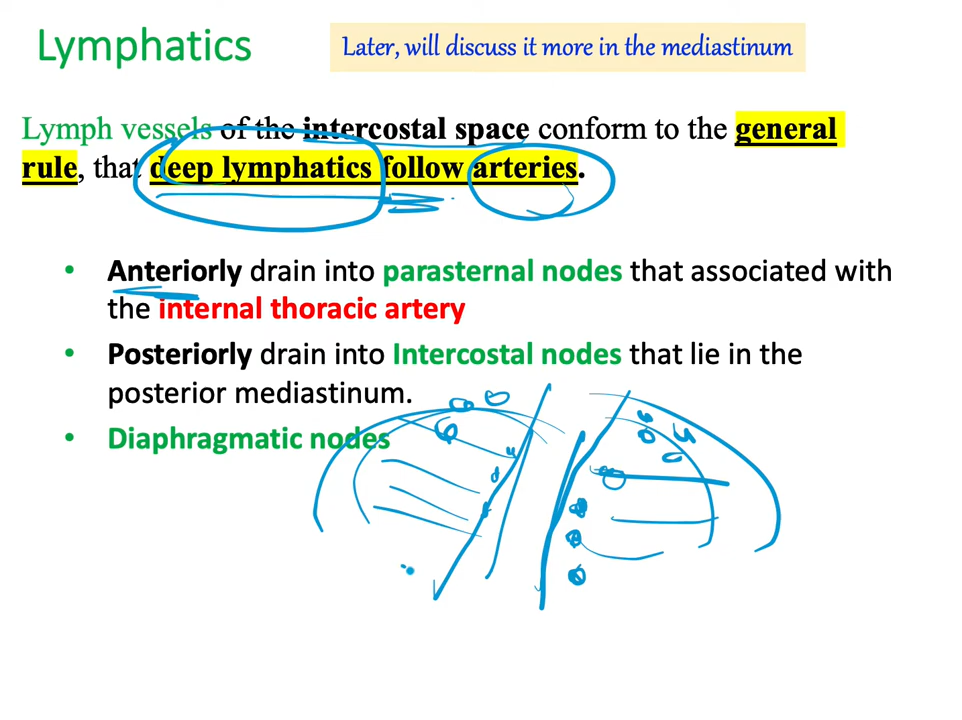 Lymphatics
Later, will discuss it more in the mediastinum
Lymph vessels of the intercostal space conform to the general
rule, that deep lymphatics follow arteries.
• Anteriorly drain into parasternal nodes that associated with
the internal thoracic artery
• Posteriorly drain into Intercostal nodes that lie in the
posterior mediastinum.
• Diaphragmatic nodes